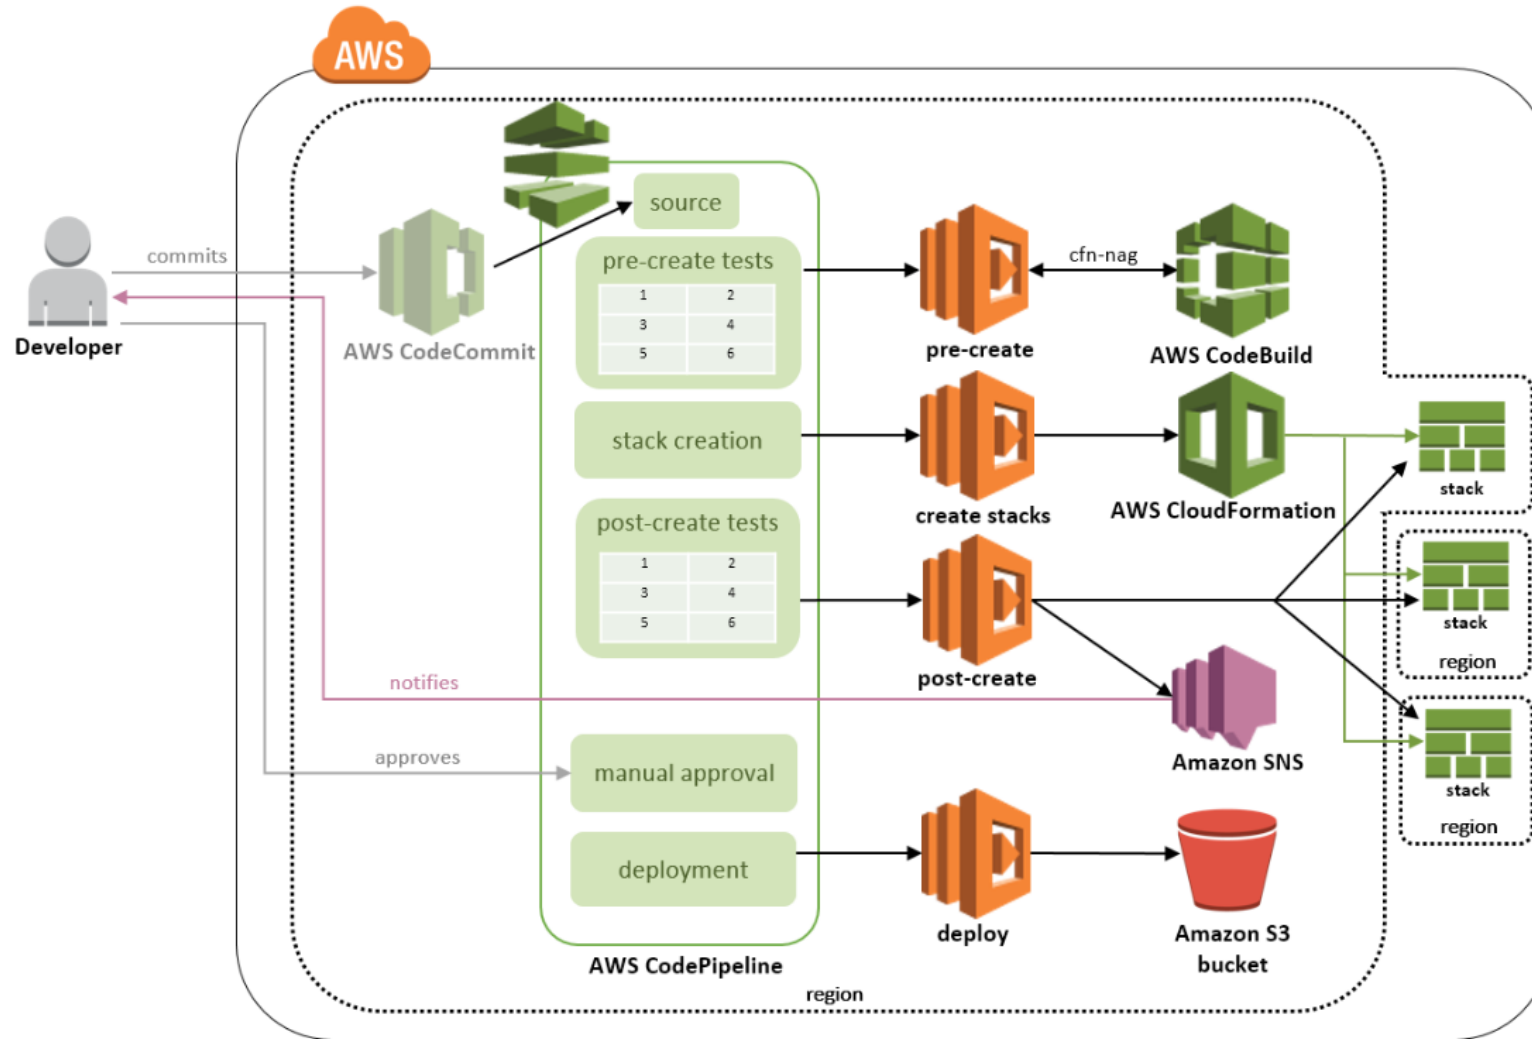 AWS
source
commits
pre-create tests
cfn-nag
1 2
3 4
5 6
Developer
AWS CodeCommit
pre-create
AWS CodeBuild
stack creation
create stacks
AWS CloudFormation
stack
post-create tests
1 2
3 4
5 6
stack
region
notifies
post-create
approves
manual approval
Amazon SNS
stack
region
deployment
deploy
Amazon S3
bucket
AWS CodePipeline
region